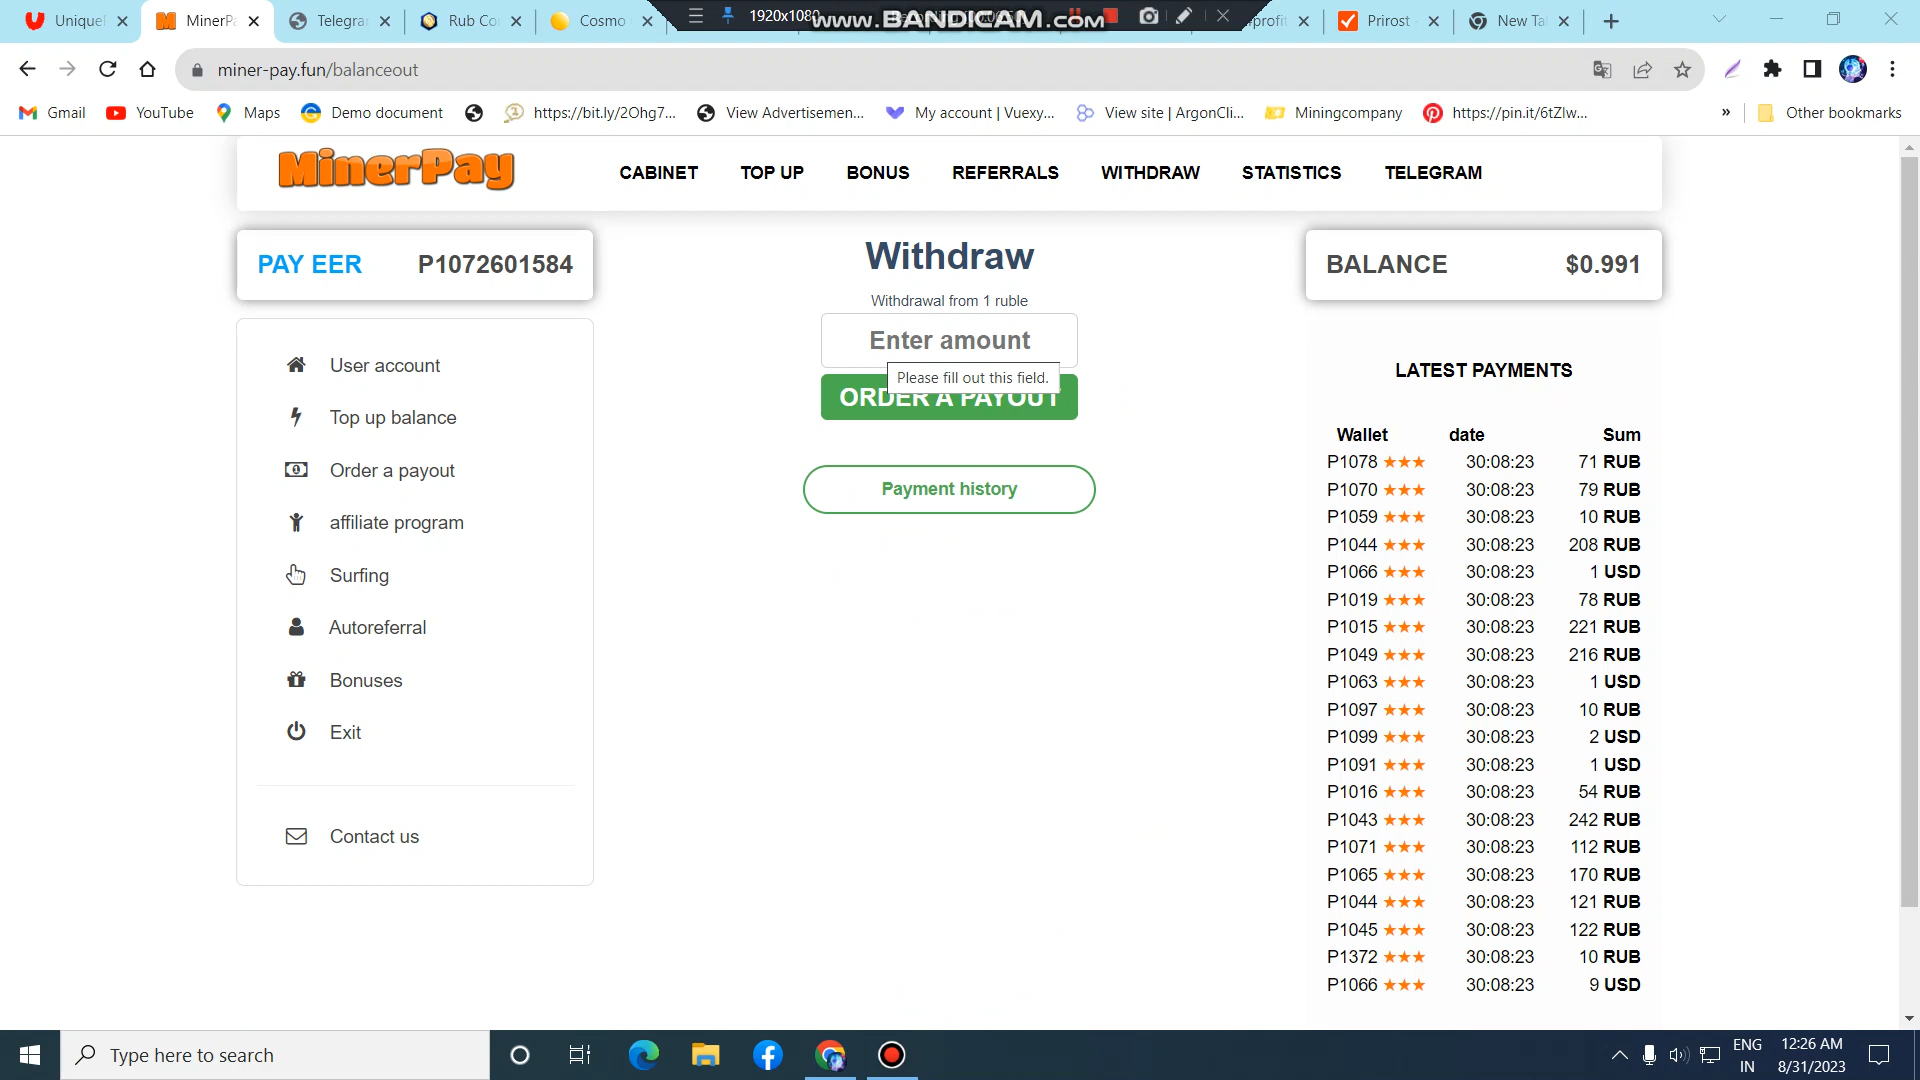 UniqueP
MinerPa
Telegra
Rub Co
Cosmo
1920x1080
www.BANDICAM.com
profit
Prirost
New Ta
miner-pay.fun/balanceout
Gmail
YouTube
Maps
Demo document
https://bit.ly/2Ohg7...
View Advertisemen...
My account | Vuexy...
View site | ArgonCli...
Miningcompany
https://pin.it/6tZlw...
»
Other bookmarks
MinerPay
CABINET
TOP UP
BONUS
REFERRALS
WITHDRAW
STATISTICS
TELEGRAM
PAY EER P1072601584
User account
Top up balance
Order a payout
affiliate program
Surfing
Autoreferral
Bonuses
Exit
Contact us
Withdraw
Withdrawal from 1 ruble
Enter amount
Please fill out this field.
ORDER A PAYOUT
Payment history
BALANCE $0.991
LATEST PAYMENTS
Wallet date Sum
P1078 ★★★ 30:08:23 71 RUB
P1070 ★★★ 30:08:23 79 RUB
P1059 ★★★ 30:08:23 10 RUB
P1044 ★★★ 30:08:23 208 RUB
P1066 ★★★ 30:08:23 1 USD
P1019 ★★★ 30:08:23 78 RUB
P1015 ★★★ 30:08:23 221 RUB
P1049 ★★★ 30:08:23 216 RUB
P1063 ★★★ 30:08:23 1 USD
P1097 ★★★ 30:08:23 10 RUB
P1099 ★★★ 30:08:23 2 USD
P1091 ★★★ 30:08:23 1 USD
P1016 ★★★ 30:08:23 54 RUB
P1043 ★★★ 30:08:23 242 RUB
P1071 ★★★ 30:08:23 112 RUB
P1065 ★★★ 30:08:23 170 RUB
P1044 ★★★ 30:08:23 121 RUB
P1045 ★★★ 30:08:23 122 RUB
P1372 ★★★ 30:08:23 10 RUB
P1066 ★★★ 30:08:23 9 USD
Type here to search
ENG
IN
12:26 AM
8/31/2023